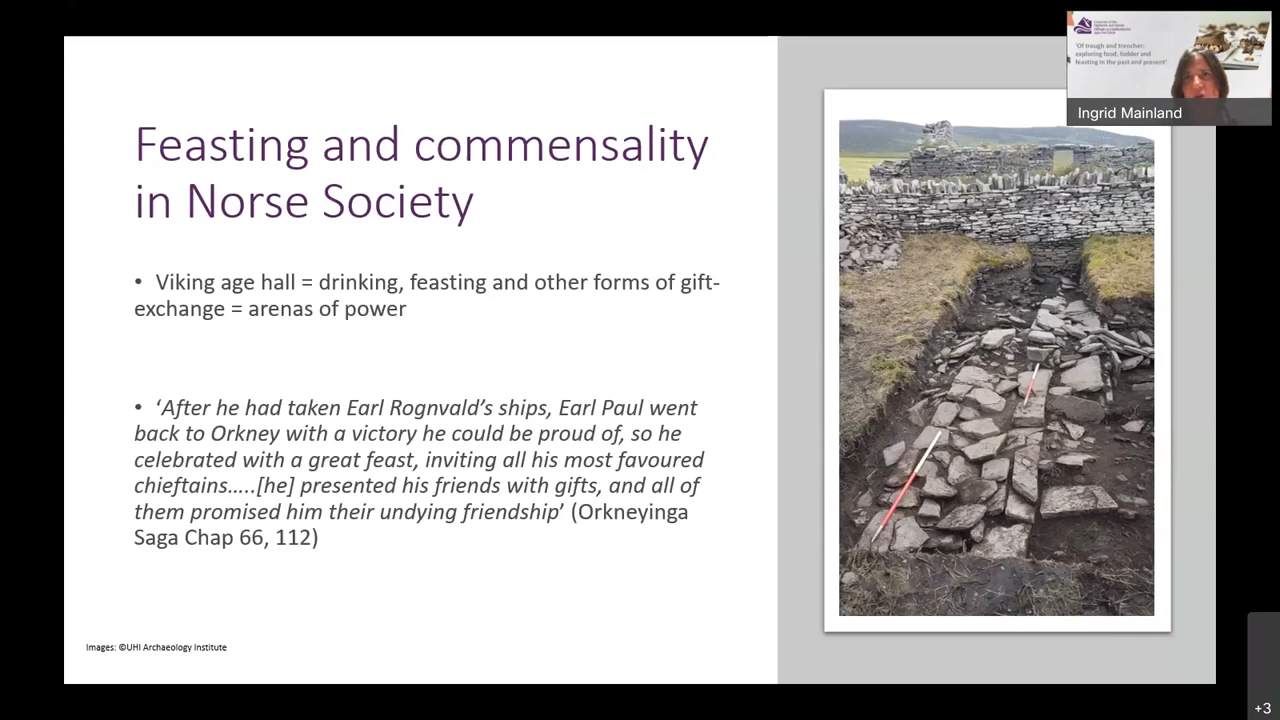 Feasting and commensality
in Norse Society
• Viking age hall = drinking, feasting and other forms of gift-
exchange = arenas of power
• ‘After he had taken Earl Rognvald’s ships, Earl Paul went
back to Orkney with a victory he could be proud of, so he
celebrated with a great feast, inviting all his most favoured
chieftains…..[he] presented his friends with gifts, and all of
them promised him their undying friendship’ (Orkneyinga
Saga Chap 66, 112)
Images: ©UHI Archaeology Institute
'Of trough and trencher:
exploring food, fodder and
feasting in the past and present'
Ingrid Mainland
+3